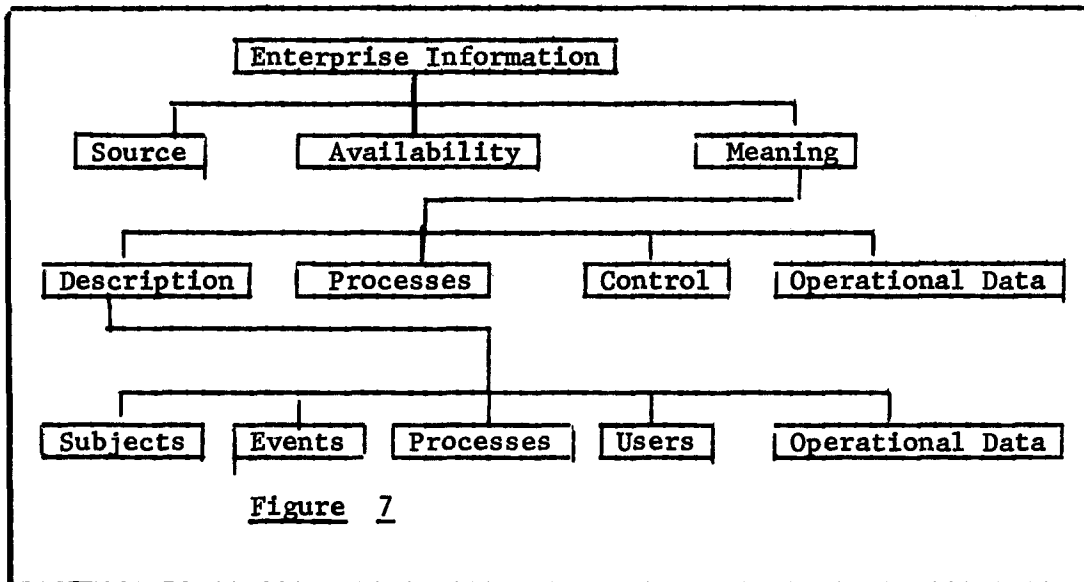 Enterprise Information
Source Availability Meaning
Description Processes Control Operational Data
Subjects Events Processes Users Operational Data
Figure 7